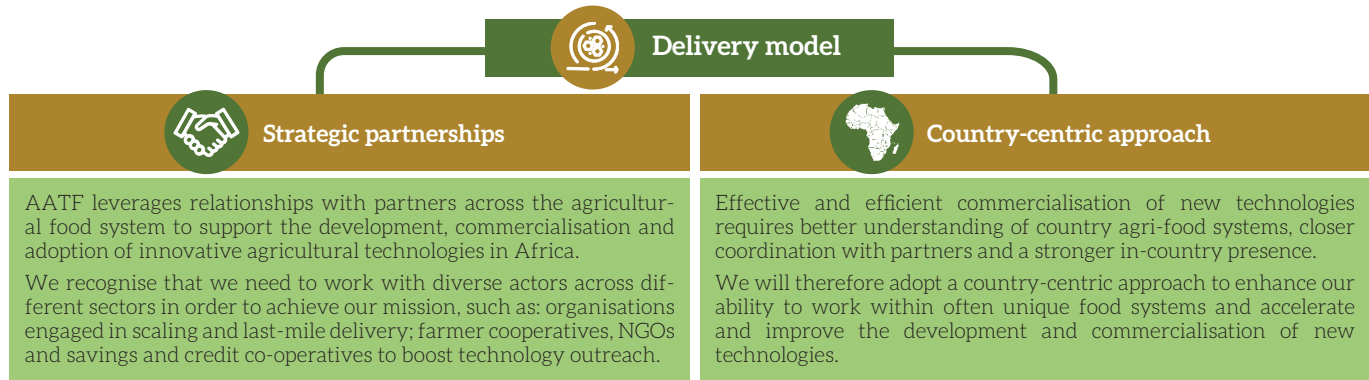 Delivery model
Strategic partnerships
AATF leverages relationships with partners across the agricultur-
al food system to support the development, commercialisation and
adoption of innovative agricultural technologies in Africa.
We recognise that we need to work with diverse actors across dif-
ferent sectors in order to achieve our mission, such as: organisations
engaged in scaling and last-mile delivery; farmer cooperatives, NGOs
and savings and credit co-operatives to boost technology outreach.
Country-centric approach
Effective and efficient commercialisation of new technologies
requires better understanding of country agri-food systems, closer
coordination with partners and a stronger in-country presence.
We will therefore adopt a country-centric approach to enhance our
ability to work within often unique food systems and accelerate
and improve the development and commercialisation of new
technologies.